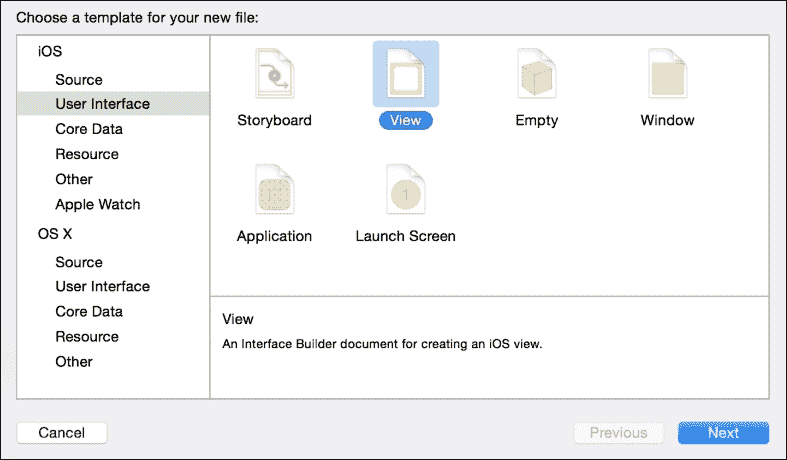 Choose a template for your new file:
iOS
Source
User Interface
Core Data
Resource
Other
Apple Watch
OS X
Source
User Interface
Core Data
Resource
Other
Storyboard
View
Empty
Window
Application
1
Launch Screen
View
An Interface Builder document for creating an iOS view.
Cancel
Previous
Next